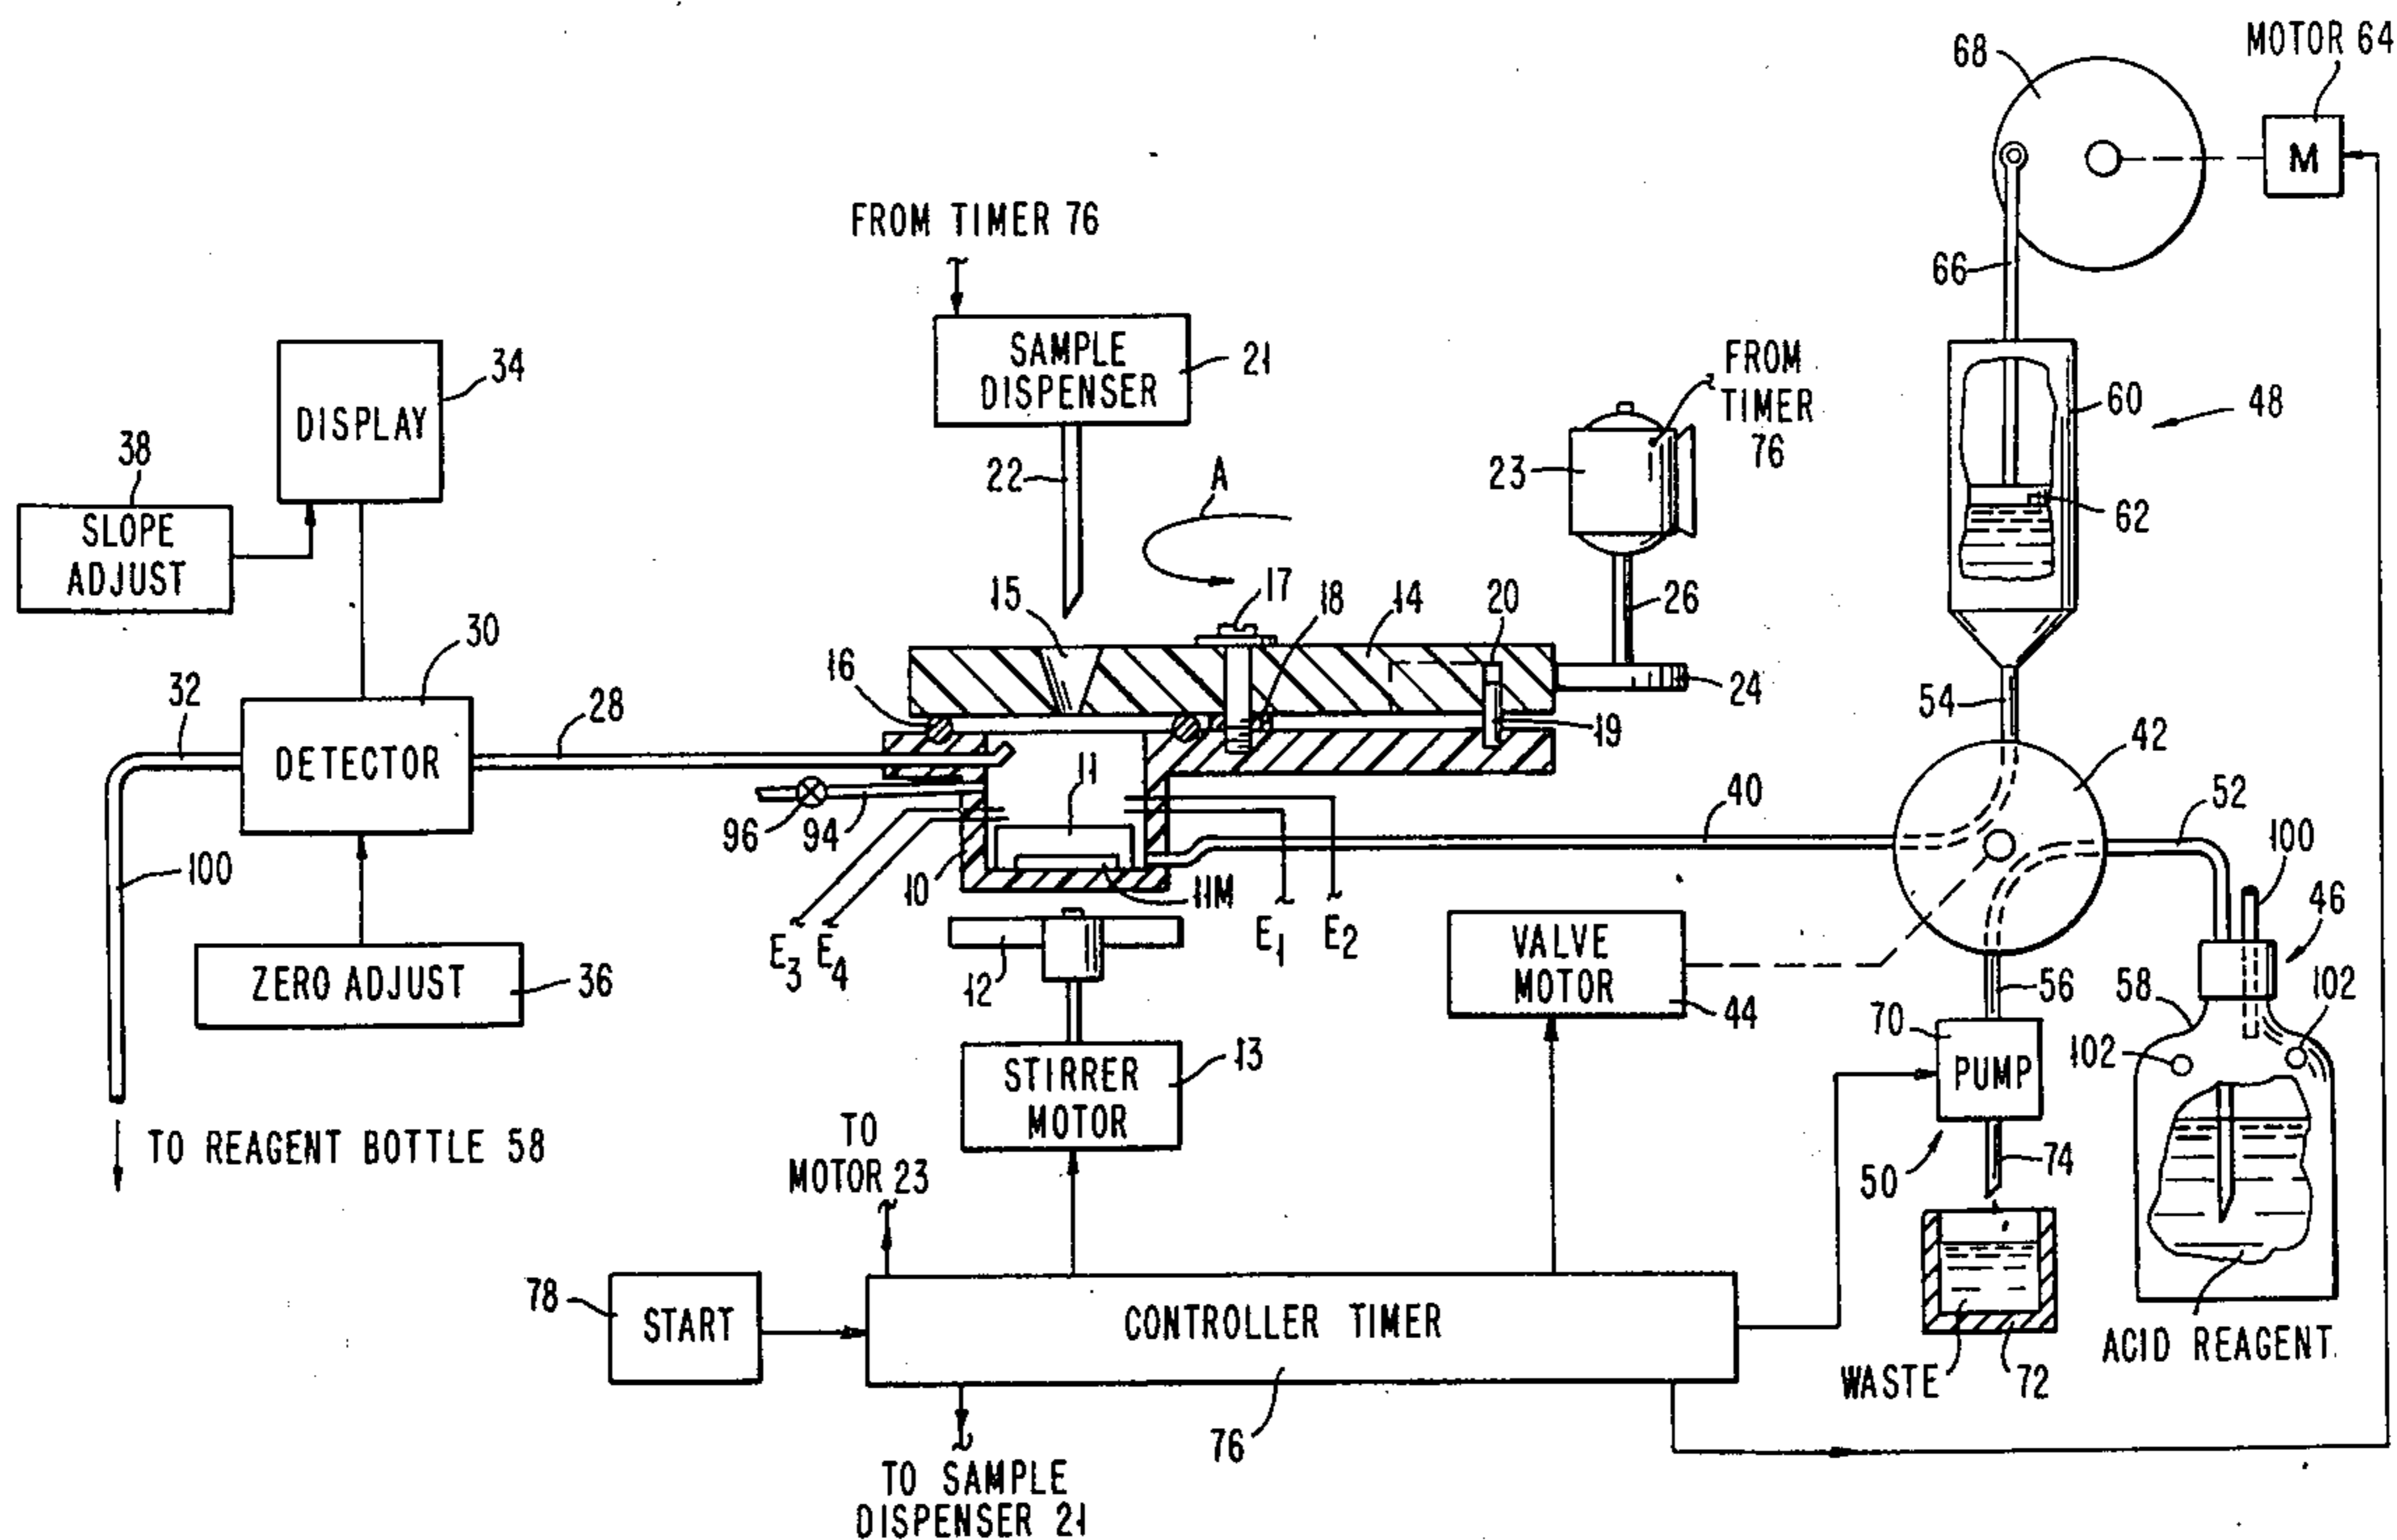 MOTOR 64
68
M
66
FROM TIMER 76
SAMPLE
DISPENSER
21
22
A
FROM
TIMER
76
23
26
24
60
48
62
34
DISPLAY
38
SLOPE
ADJUST
30
DETECTOR
32
28
100
ZERO ADJUST
36
TO REAGENT BOTTLE 58
15
17
18
14
20
16
19
96
94
11
10
11M
E3
E4
E1
E2
12
STIRRER
MOTOR
13
40
54
42
52
100
46
VALVE
MOTOR
44
56
58
102
102
70
PUMP
50
74
WASTE
72
ACID REAGENT
TO
MOTOR 23
78
START
CONTROLLER TIMER
76
TO SAMPLE
DISPENSER 21